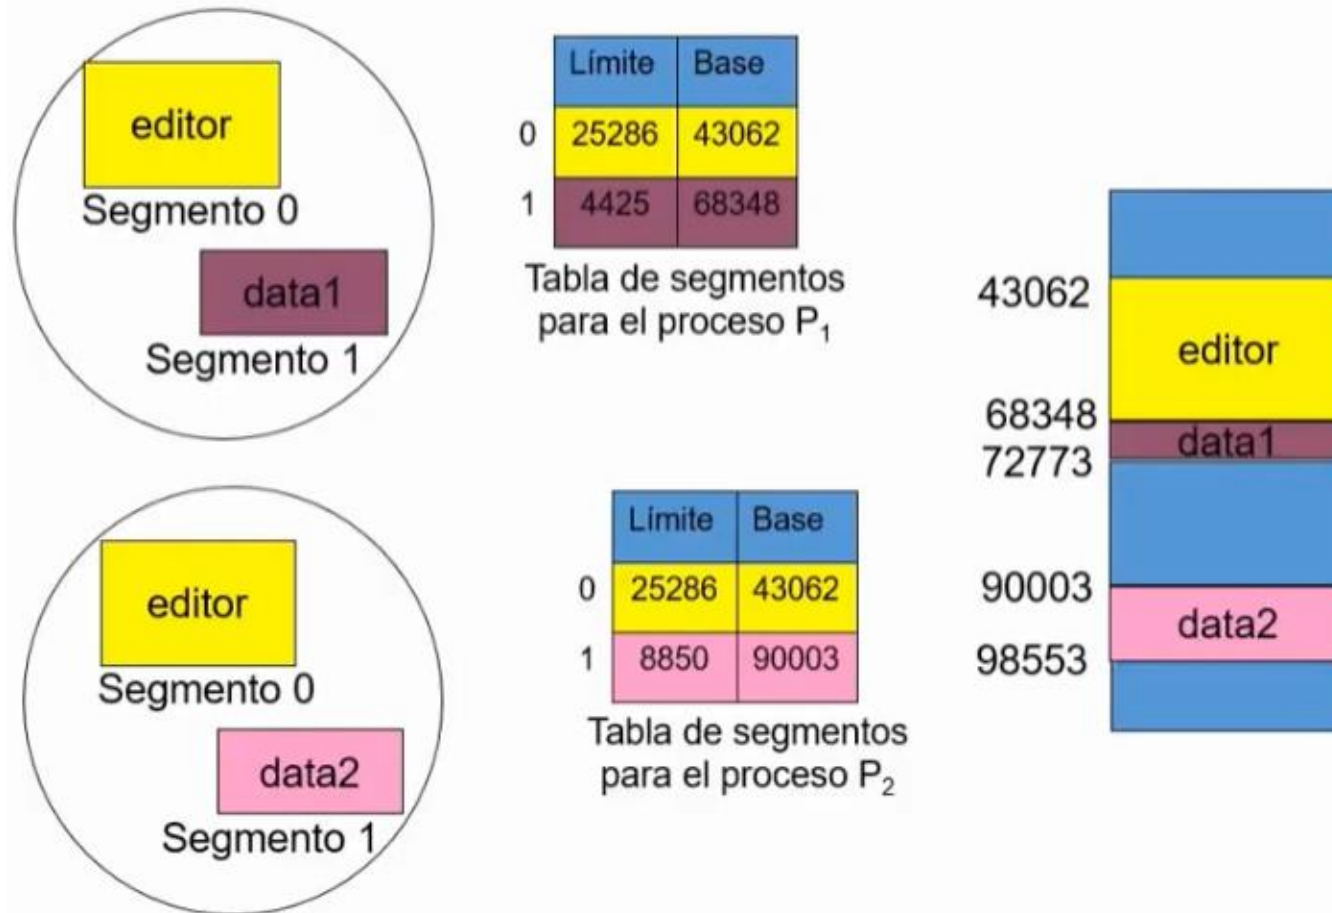 editor
Segmento 0
data1
Segmento 1
Límite Base
0 25286 43062
1 4425 68348
Tabla de segmentos
para el proceso P₁
editor
Segmento 0
data2
Segmento 1
Límite Base
0 25286 43062
1 8850 90003
Tabla de segmentos
para el proceso P₂
43062
editor
68348
data1
72773
90003
data2
98553